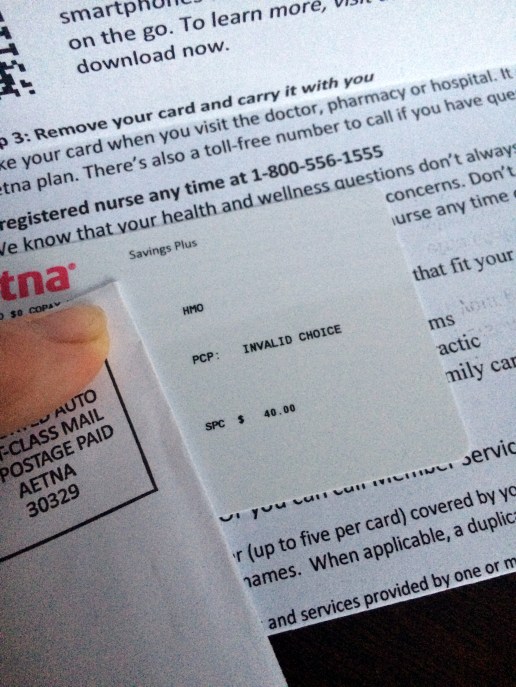 smartphones
on the go. To learn more, visit
download now.
p 3: Remove your card and carry it with you
ke your card when you visit the doctor, pharmacy or hospital. It
etna plan. There's also a toll-free number to call if you have que
registered nurse any time at 1-800-556-1555
We know that your health and wellness questions don't always
concerns. Don't
urse any time
that fit your
ms
actic
mily car
tna
Savings Plus
$0 COPAY
HMO
PCP: INVALID CHOICE
SPC $ 40.00
AUTO
T-CLASS MAIL
POSTAGE PAID
AETNA
30329
Or you can call Member Servic
r (up to five per card) covered by yo
names. When applicable, a duplica
and services provided by one or m